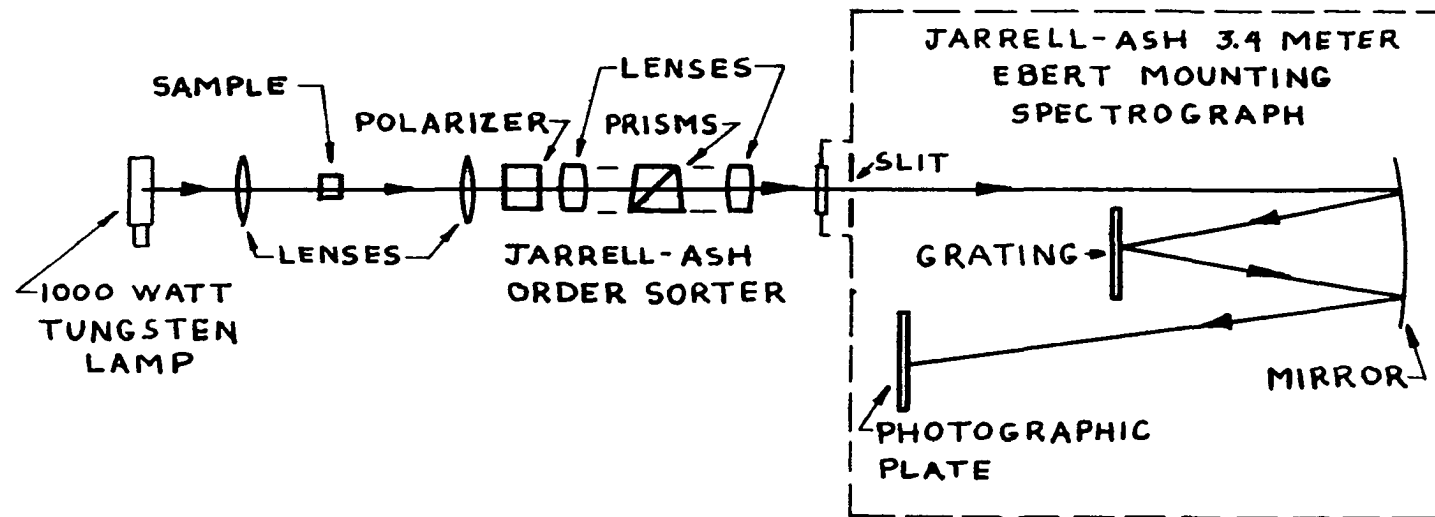 JARRELL-ASH 3.4 METER
EBERT MOUNTING
SPECTROGRAPH
LENSES
SAMPLE
POLARIZER
PRISMS
SLIT
GRATING
LENSES
JARRELL-ASH
ORDER SORTER
1000 WATT
TUNGSTEN
LAMP
MIRROR
PHOTOGRAPHIC
PLATE